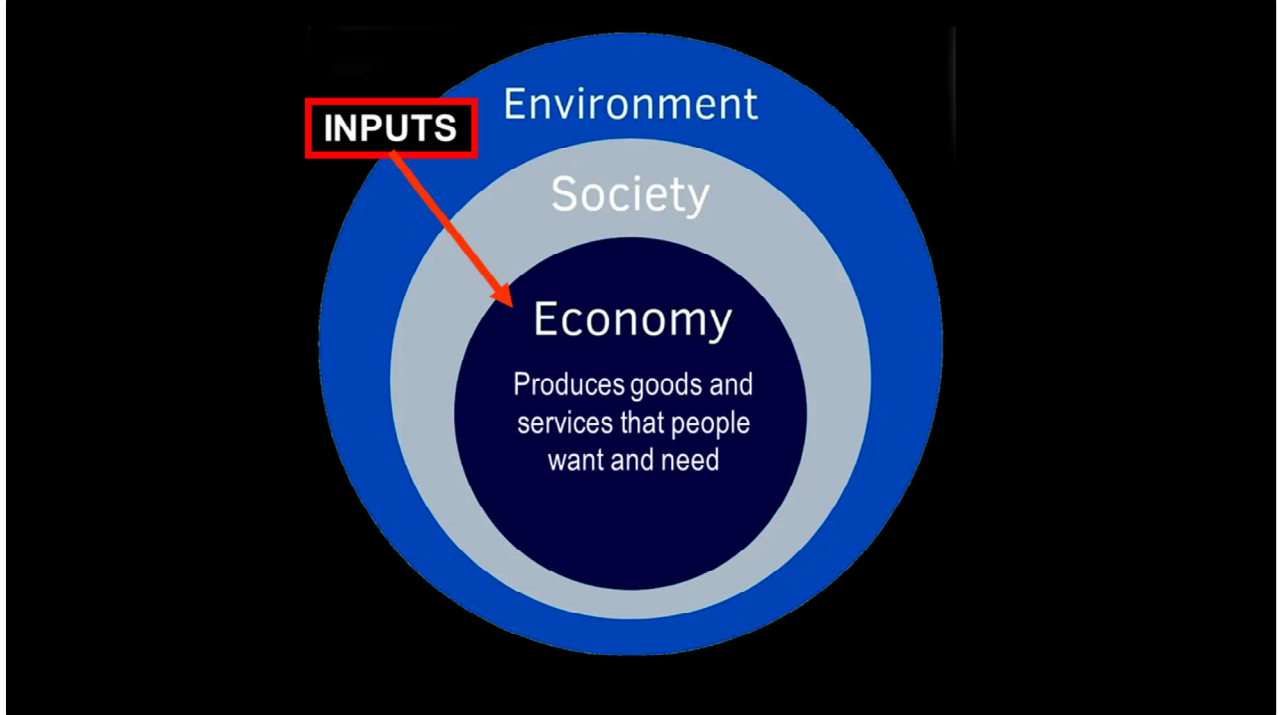 Environment
INPUTS
Society
Economy
Produces goods and
services that people
want and need